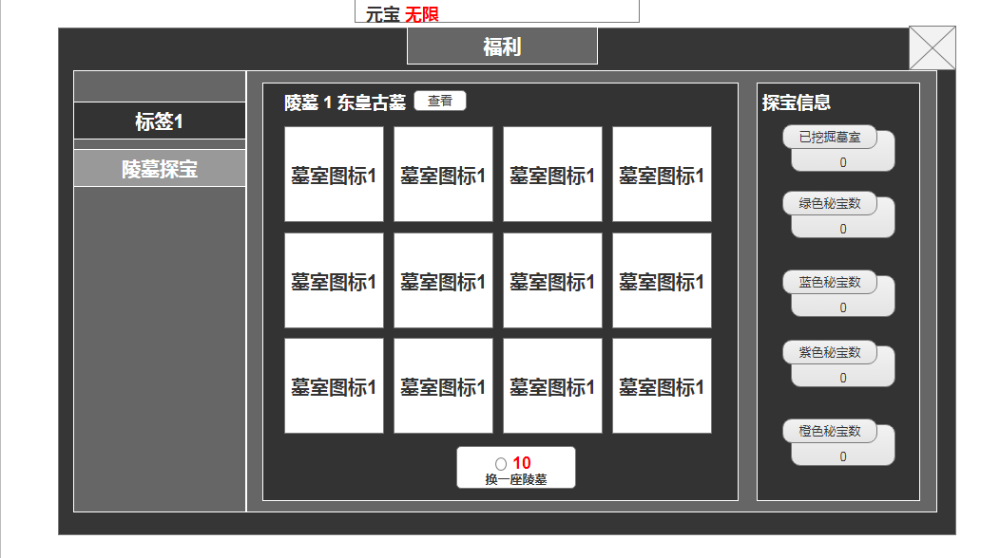 元宝 无限
福利
标签1
陵墓探宝
陵墓 1 东皇古墓 查看
墓室图标1 墓室图标1 墓室图标1 墓室图标1
墓室图标1 墓室图标1 墓室图标1 墓室图标1
墓室图标1 墓室图标1 墓室图标1 墓室图标1
10
换一座陵墓
探宝信息
已挖掘墓室
0
绿色秘宝数
0
蓝色秘宝数
0
紫色秘宝数
0
橙色秘宝数
0